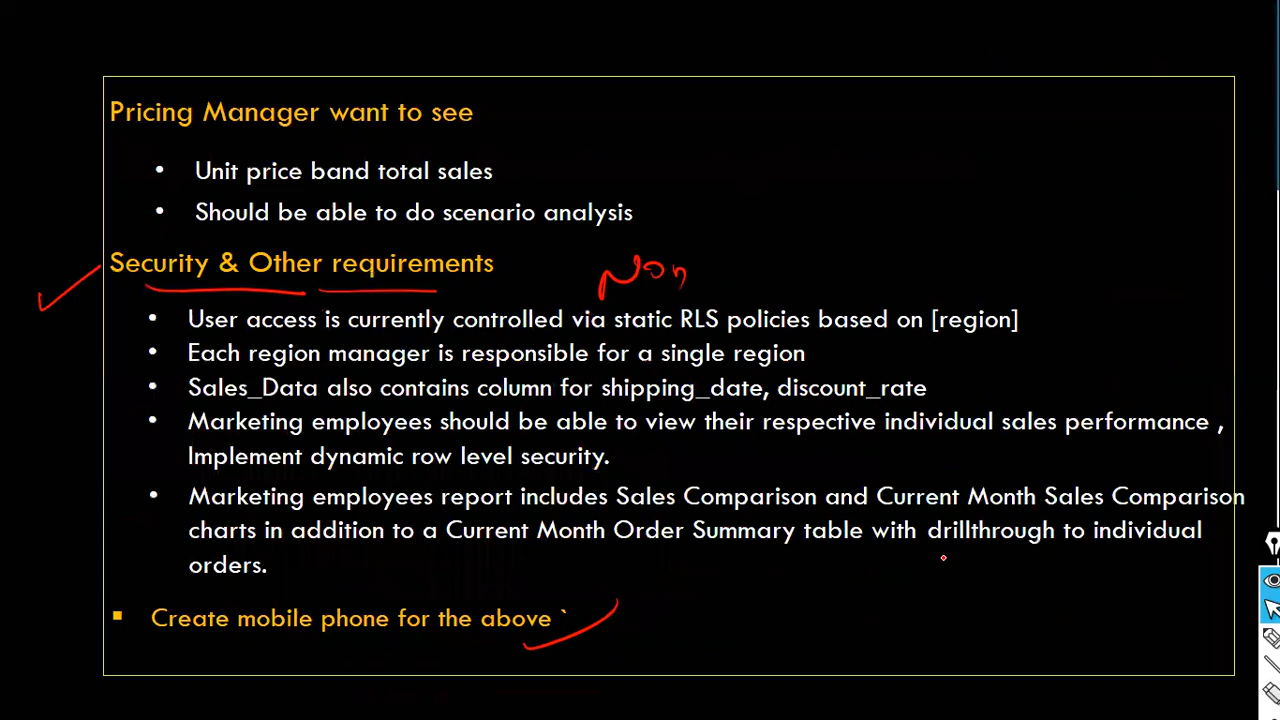 Pricing Manager want to see
• Unit price band total sales
• Should be able to do scenario analysis
Security & Other requirements
Non
• User access is currently controlled via static RLS policies based on [region]
• Each region manager is responsible for a single region
• Sales_Data also contains column for shipping_date, discount_rate
• Marketing employees should be able to view their respective individual sales performance ,
Implement dynamic row level security.
• Marketing employees report includes Sales Comparison and Current Month Sales Comparison
charts in addition to a Current Month Order Summary table with drillthrough to individual
orders.
▪ Create mobile phone for the above `